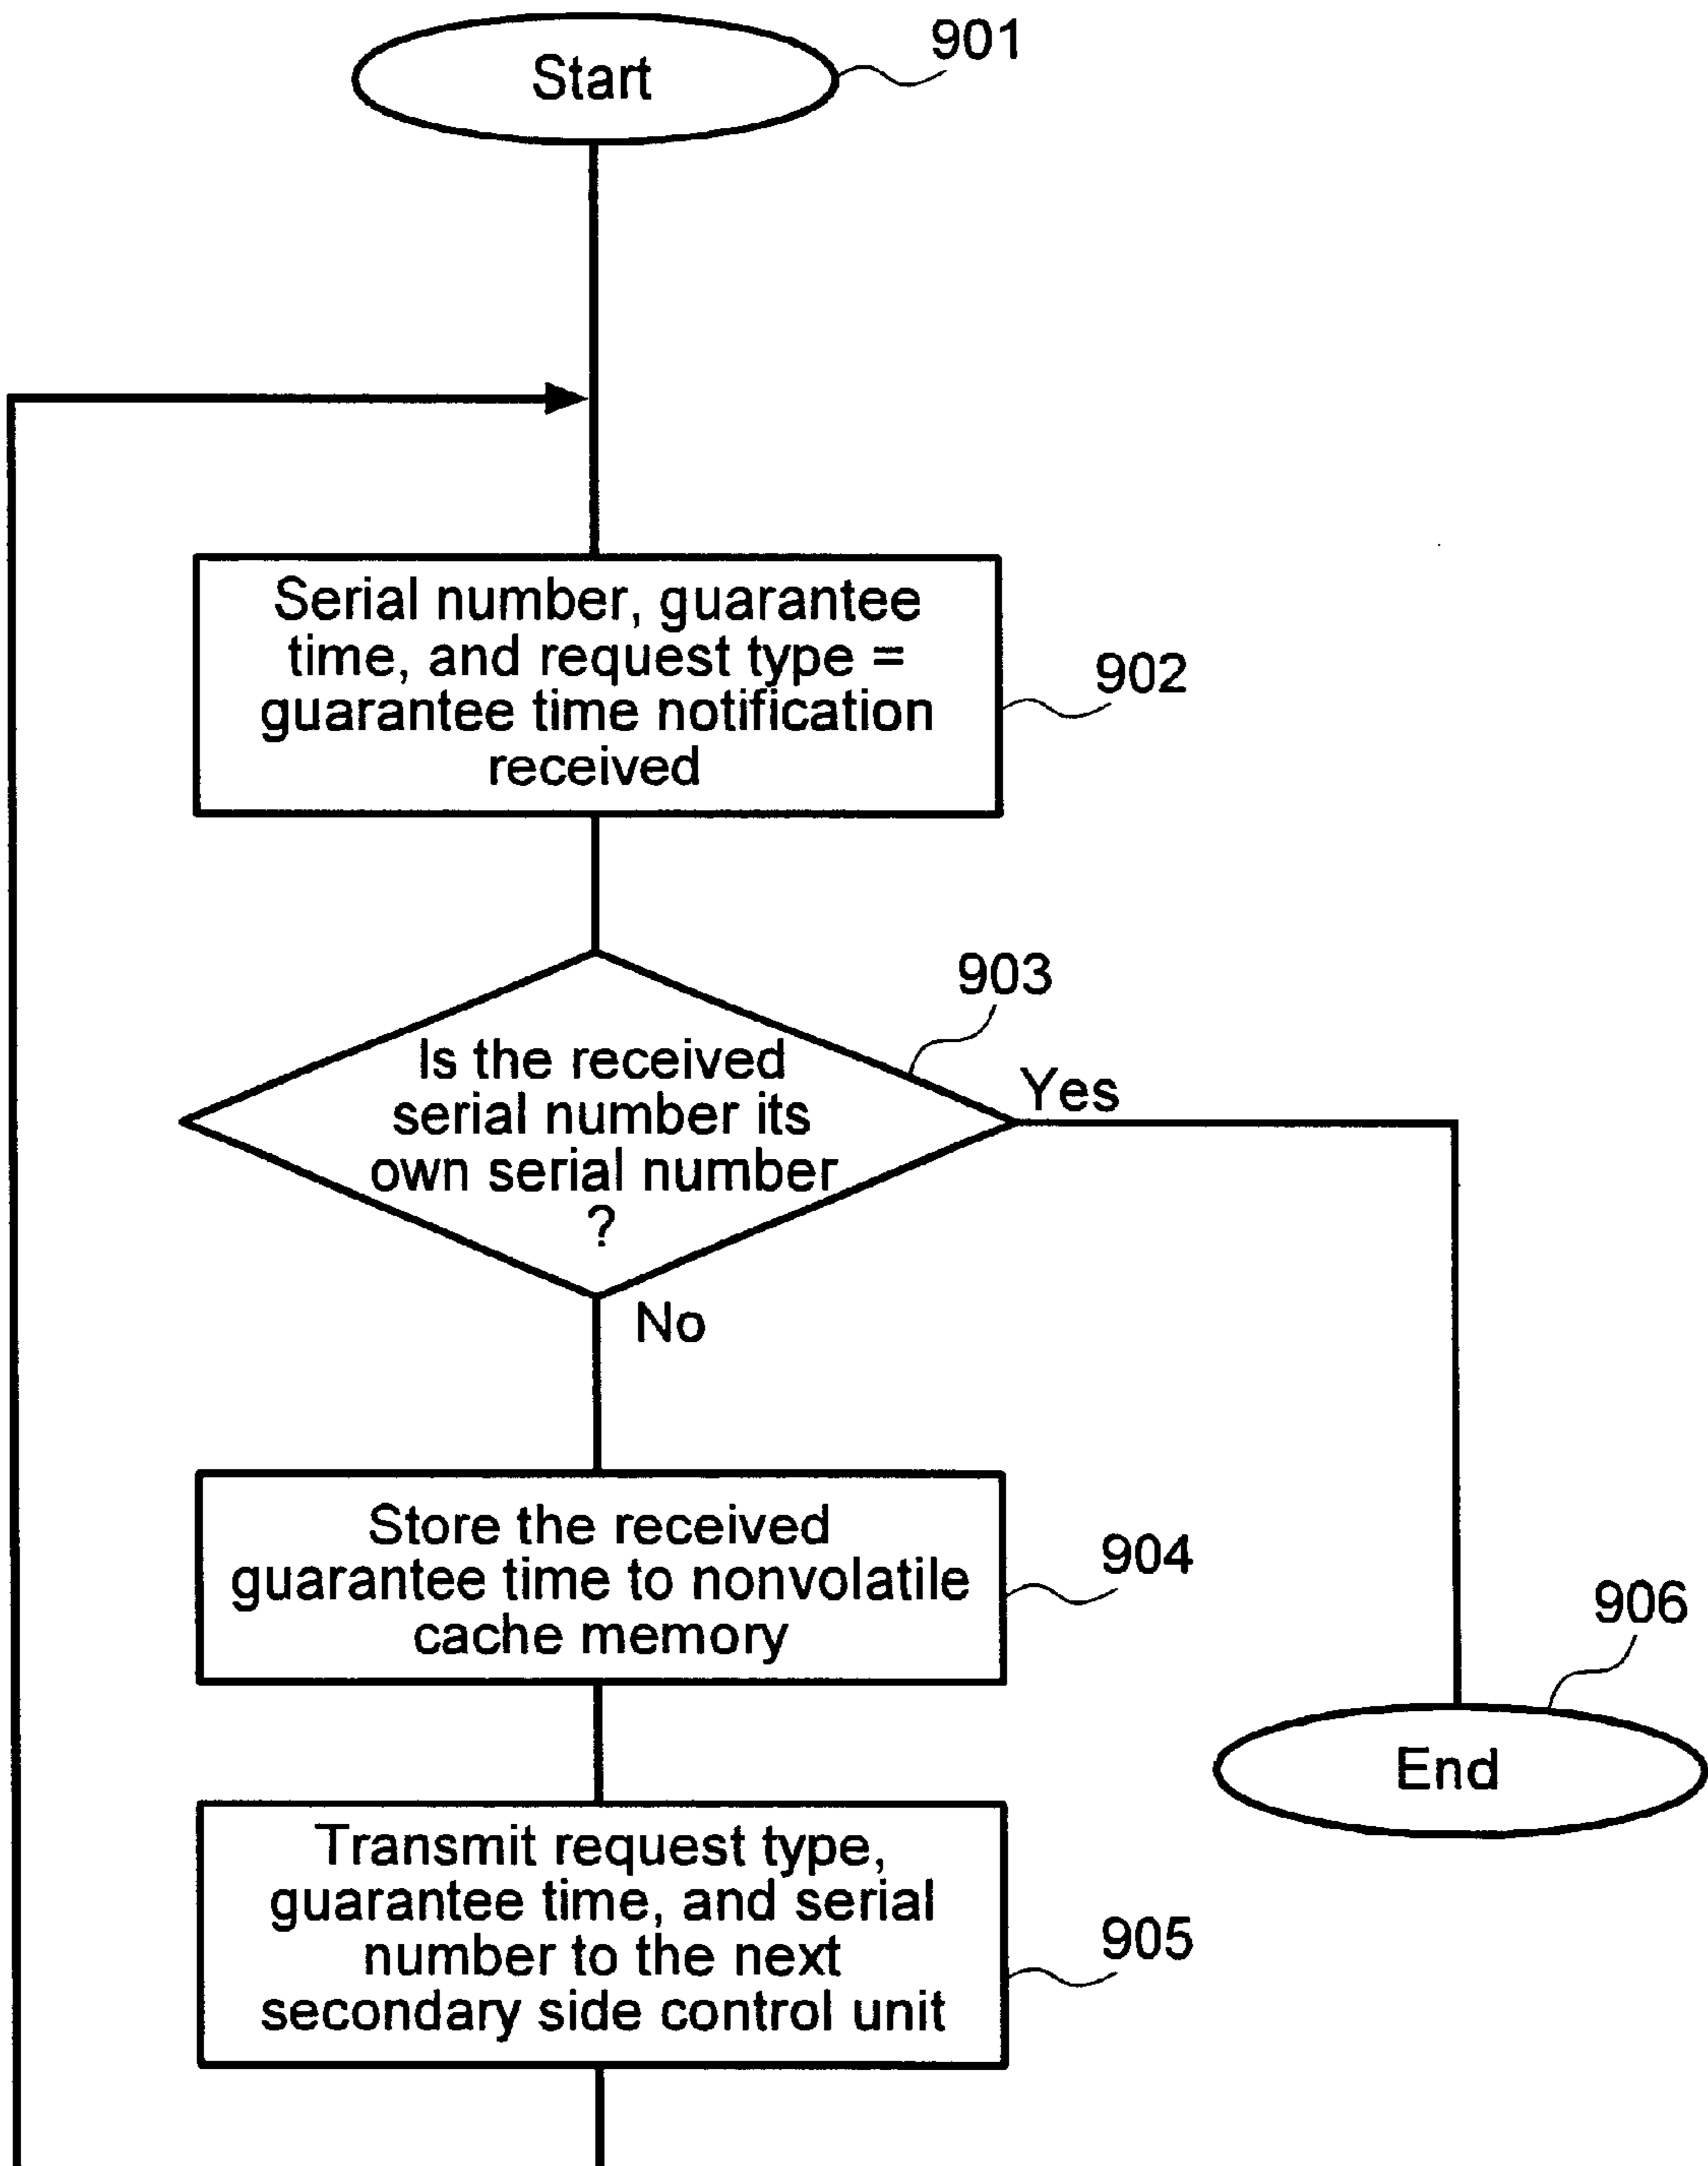 Start
901
Serial number, guarantee
time, and request type =
guarantee time notification
received
902
903
Is the received
serial number its
own serial number
?
Yes
No
Store the received
guarantee time to nonvolatile
cache memory
904
906
End
Transmit request type,
guarantee time, and serial
number to the next
secondary side control unit
905